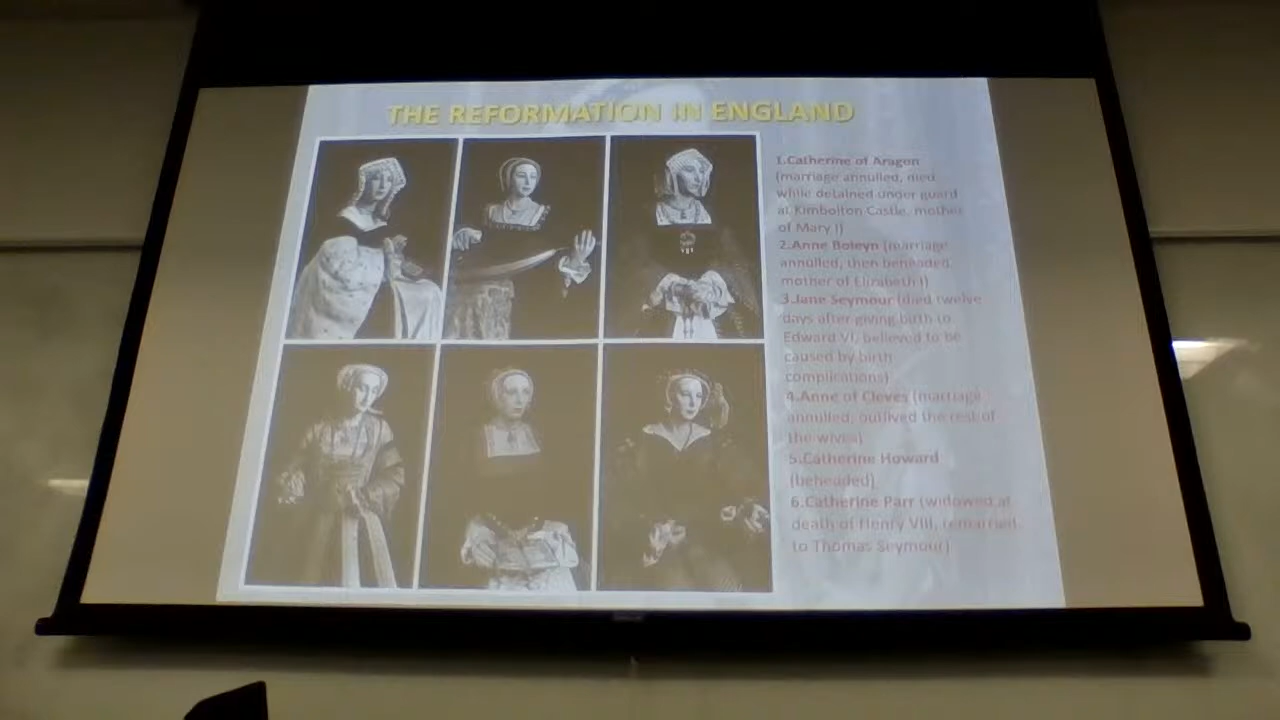 THE REFORMATION IN ENGLAND
1.Catherine of Aragon
(marriage annulled, died
while detained under guard
at Kimbolton Castle, mother
of Mary I)
2.Anne Boleyn (marriage
annulled, then beheaded,
mother of Elizabeth I)
3.Jane Seymour (died twelve
days after giving birth to
Edward VI, believed to be
caused by birth
complications)
4.Anne of Cleves (marriage
annulled, outlived the rest of
the wives)
5.Catherine Howard
(beheaded)
6.Catherine Parr (widowed at
death of Henry VIII, remarried
to Thomas Seymour)